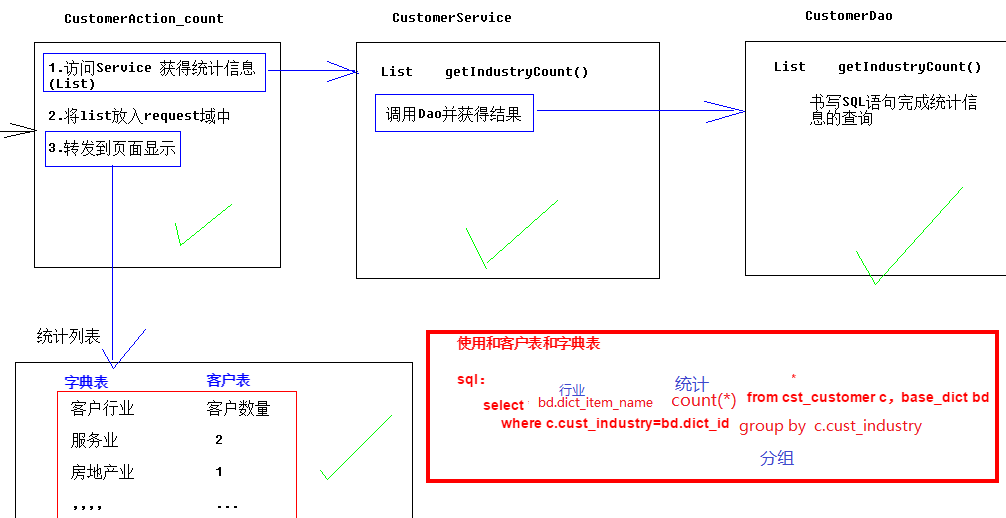 CustomerAction_count
CustomerService
CustomerDao
1.访问Service 获得统计信息
(List)
2.将list放入request域中
3.转发到页面显示
List getIndustryCount()
调用Dao并获得结果
List getIndustryCount()
书写SQL语句完成统计信
息的查询
统计列表
字典表 客户表
客户行业 客户数量
服务业 2
房地产业 1
,,,, ...
使用和客户表和字典表
sql:
行业 统计 *
select bd.dict_item_name count(*) from cst_customer c, base_dict bd
where c.cust_industry=bd.dict_id group by c.cust_industry
分组